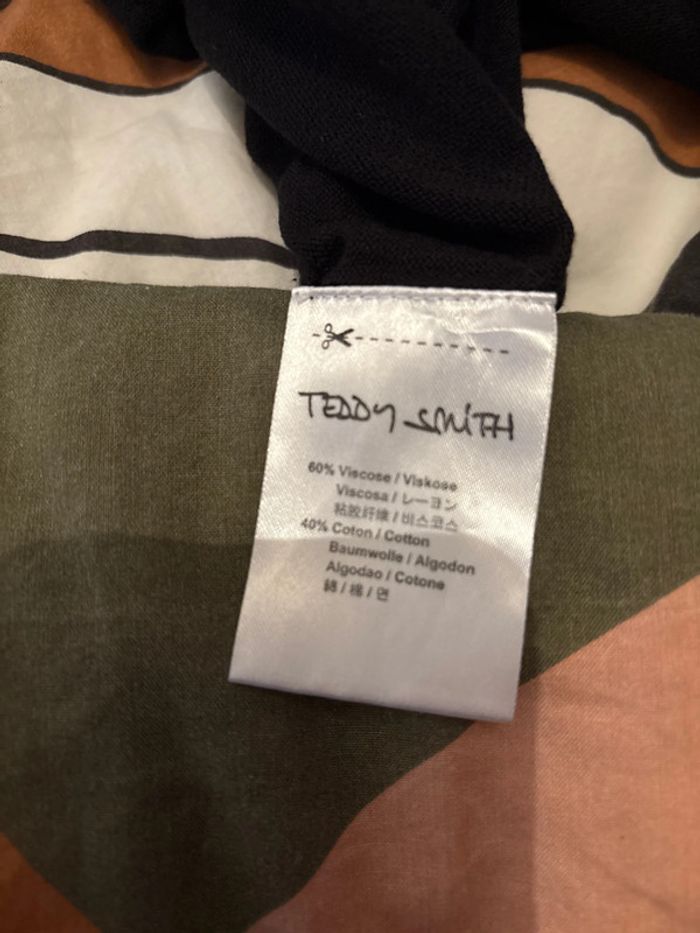 TEDDY SMITH
60% Viscose / Viskose
Viscosa / レーヨン
粘胶纤维 / 비스코스
40% Coton / Cotton
Baumwolle / Algodon
Algodao / Cotone
綿 / 棉 / 면